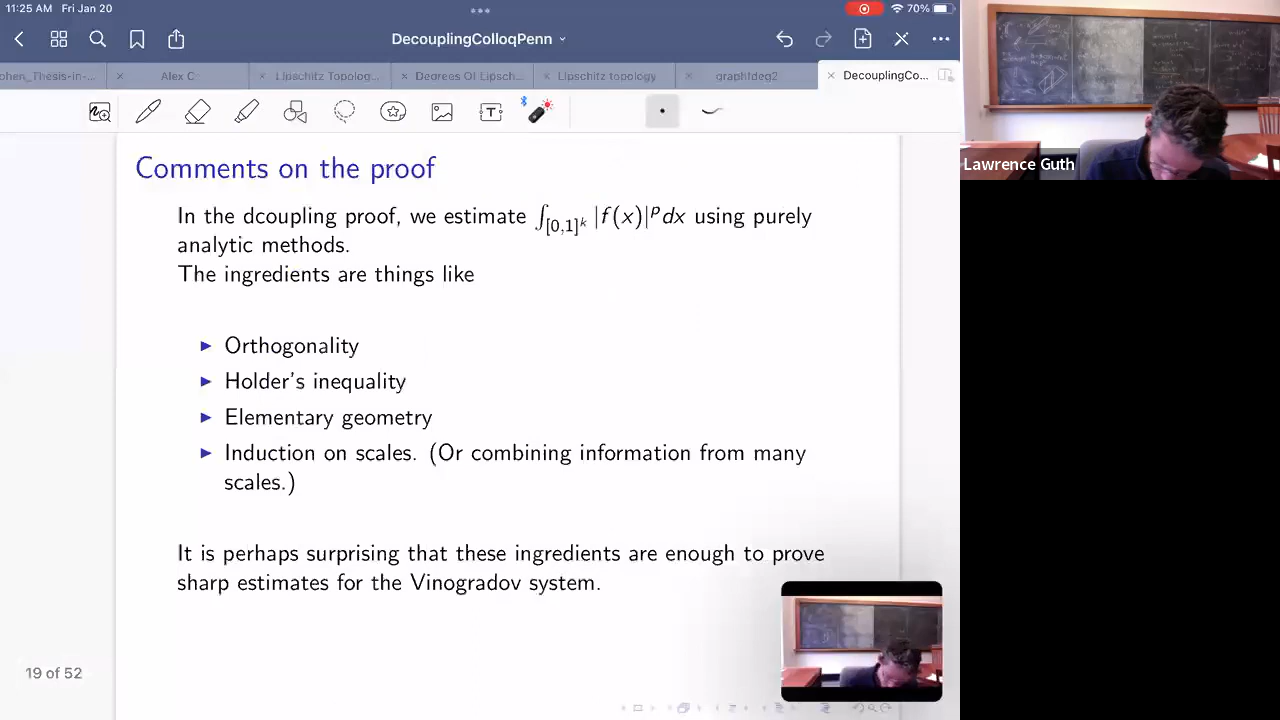 11:25 AM Fri Jan 20
70%
DecouplingColloqPenn
ohen_Thesis-in-...
Alex C
Lipschitz Topolog...
Degrees Of Lipsch...
Lipschitz topology
graphfdeg2
DecouplingCo...
Lawrence Guth
Comments on the proof
In the dcoupling proof, we estimate ∫_{[0,1]^k} |f(x)|^p dx using purely
analytic methods.
The ingredients are things like
▶ Orthogonality
▶ Holder's inequality
▶ Elementary geometry
▶ Induction on scales. (Or combining information from many
scales.)
It is perhaps surprising that these ingredients are enough to prove
sharp estimates for the Vinogradov system.
19 of 52